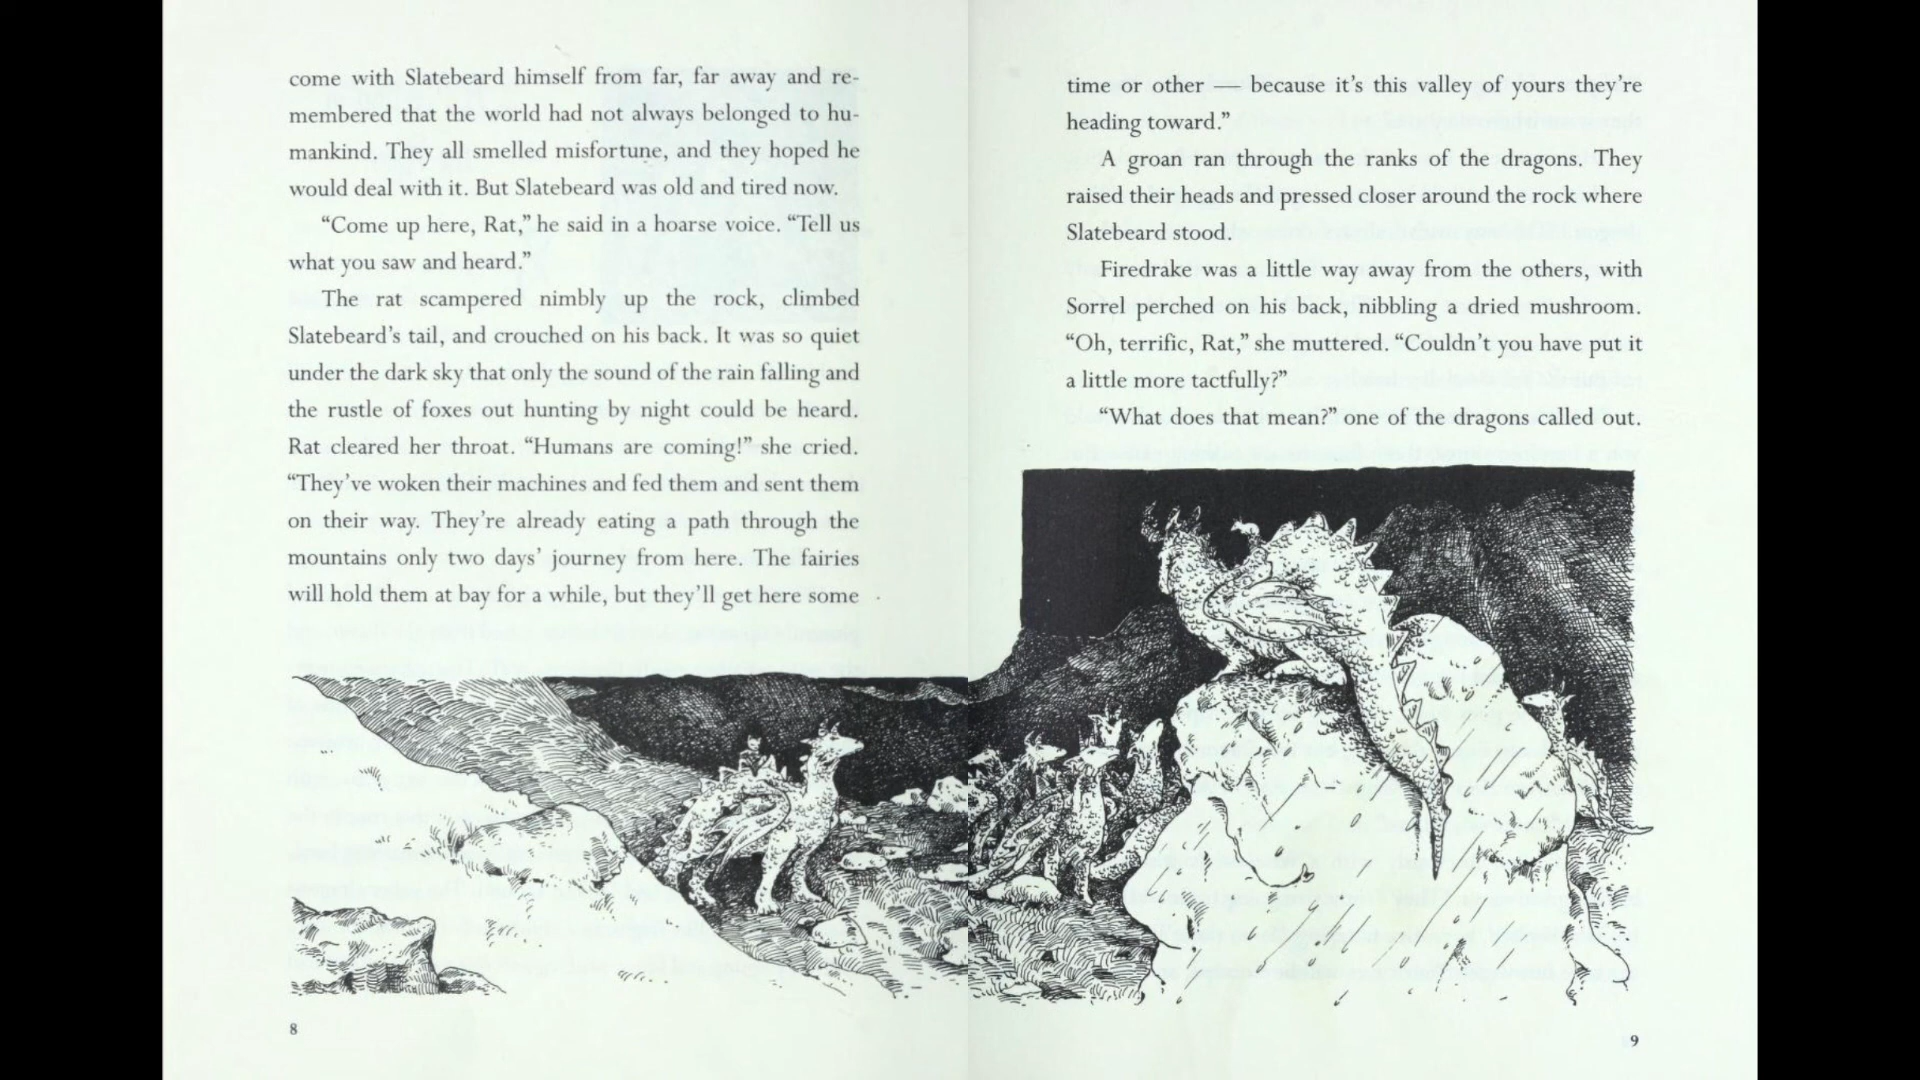 come with Slatebeard himself from far, far away and re-
membered that the world had not always belonged to hu-
mankind. They all smelled misfortune, and they hoped he
would deal with it. But Slatebeard was old and tired now.
“Come up here, Rat,” he said in a hoarse voice. “Tell us
what you saw and heard.”
The rat scampered nimbly up the rock, climbed
Slatebeard’s tail, and crouched on his back. It was so quiet
under the dark sky that only the sound of the rain falling and
the rustle of foxes out hunting by night could be heard.
Rat cleared her throat. “Humans are coming!” she cried.
“They’ve woken their machines and fed them and sent them
on their way. They’re already eating a path through the
mountains only two days’ journey from here. The fairies
will hold them at bay for a while, but they’ll get here some
8
time or other — because it’s this valley of yours they’re
heading toward.”
A groan ran through the ranks of the dragons. They
raised their heads and pressed closer around the rock where
Slatebeard stood.
Firedrake was a little way away from the others, with
Sorrel perched on his back, nibbling a dried mushroom.
“Oh, terrific, Rat,” she muttered. “Couldn’t you have put it
a little more tactfully?”
“What does that mean?” one of the dragons called out.
9